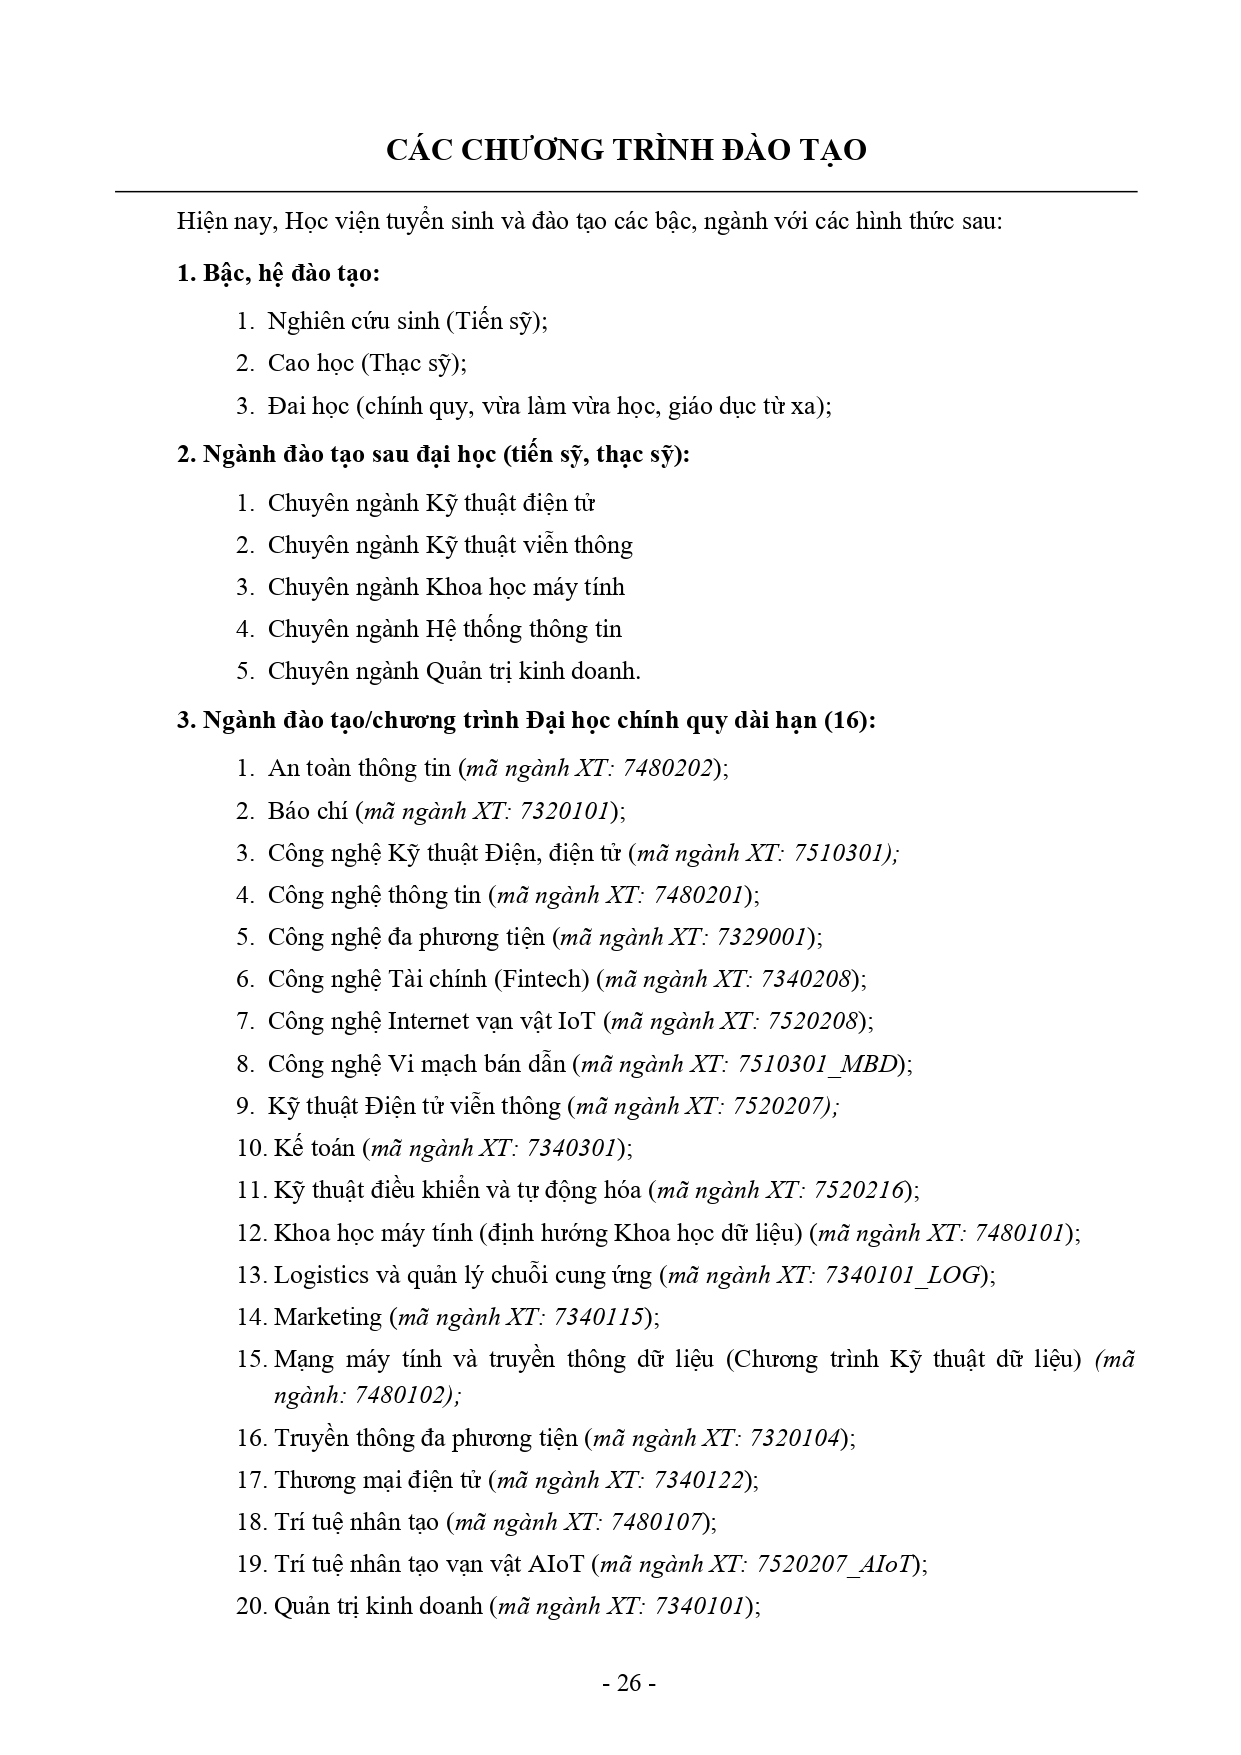 CÁC CHƯƠNG TRÌNH ĐÀO TẠO
Hiện nay, Học viện tuyển sinh và đào tạo các bậc, ngành với các hình thức sau:
1. Bậc, hệ đào tạo:
1. Nghiên cứu sinh (Tiến sỹ);
2. Cao học (Thạc sỹ);
3. Đai học (chính quy, vừa làm vừa học, giáo dục từ xa);
2. Ngành đào tạo sau đại học (tiến sỹ, thạc sỹ):
1. Chuyên ngành Kỹ thuật điện tử
2. Chuyên ngành Kỹ thuật viễn thông
3. Chuyên ngành Khoa học máy tính
4. Chuyên ngành Hệ thống thông tin
5. Chuyên ngành Quản trị kinh doanh.
3. Ngành đào tạo/chương trình Đại học chính quy dài hạn (16):
1. An toàn thông tin (mã ngành XT: 7480202);
2. Báo chí (mã ngành XT: 7320101);
3. Công nghệ Kỹ thuật Điện, điện tử (mã ngành XT: 7510301);
4. Công nghệ thông tin (mã ngành XT: 7480201);
5. Công nghệ đa phương tiện (mã ngành XT: 7329001);
6. Công nghệ Tài chính (Fintech) (mã ngành XT: 7340208);
7. Công nghệ Internet vạn vật IoT (mã ngành XT: 7520208);
8. Công nghệ Vi mạch bán dẫn (mã ngành XT: 7510301_MBD);
9. Kỹ thuật Điện tử viễn thông (mã ngành XT: 7520207);
10. Kế toán (mã ngành XT: 7340301);
11. Kỹ thuật điều khiển và tự động hóa (mã ngành XT: 7520216);
12. Khoa học máy tính (định hướng Khoa học dữ liệu) (mã ngành XT: 7480101);
13. Logistics và quản lý chuỗi cung ứng (mã ngành XT: 7340101_LOG);
14. Marketing (mã ngành XT: 7340115);
15. Mạng máy tính và truyền thông dữ liệu (Chương trình Kỹ thuật dữ liệu) (mã
ngành: 7480102);
16. Truyền thông đa phương tiện (mã ngành XT: 7320104);
17. Thương mại điện tử (mã ngành XT: 7340122);
18. Trí tuệ nhân tạo (mã ngành XT: 7480107);
19. Trí tuệ nhân tạo vạn vật AIoT (mã ngành XT: 7520207_AIoT);
20. Quản trị kinh doanh (mã ngành XT: 7340101);
- 26 -